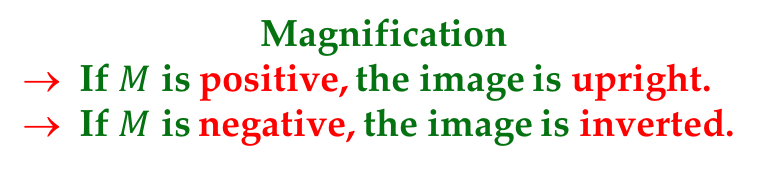 Magnification
→ If M is positive, the image is upright.
→ If M is negative, the image is inverted.